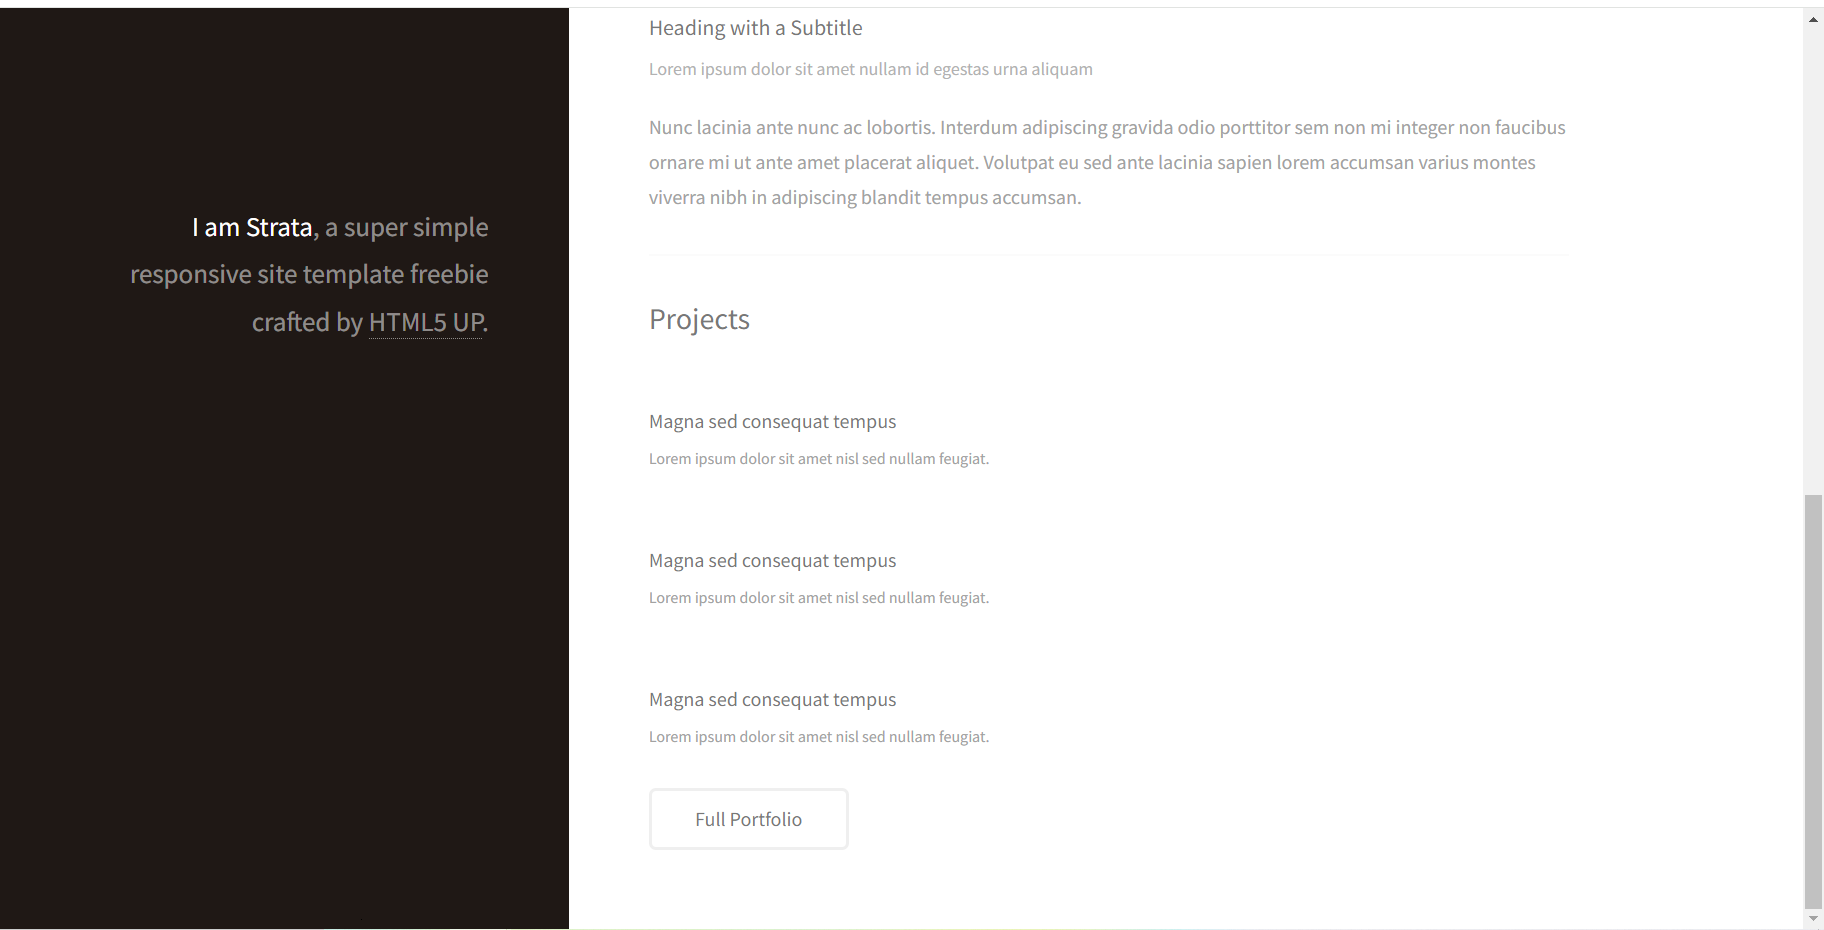 I am Strata, a super simple
responsive site template freebie
crafted by HTML5 UP.
Heading with a Subtitle
Lorem ipsum dolor sit amet nullam id egestas urna aliquam
Nunc lacinia ante nunc ac lobortis. Interdum adipiscing gravida odio porttitor sem non mi integer non faucibus
ornare mi ut ante amet placerat aliquet. Volutpat eu sed ante lacinia sapien lorem accumsan varius montes
viverra nibh in adipiscing blandit tempus accumsan.
Projects
Magna sed consequat tempus
Lorem ipsum dolor sit amet nisl sed nullam feugiat.
Magna sed consequat tempus
Lorem ipsum dolor sit amet nisl sed nullam feugiat.
Magna sed consequat tempus
Lorem ipsum dolor sit amet nisl sed nullam feugiat.
Full Portfolio